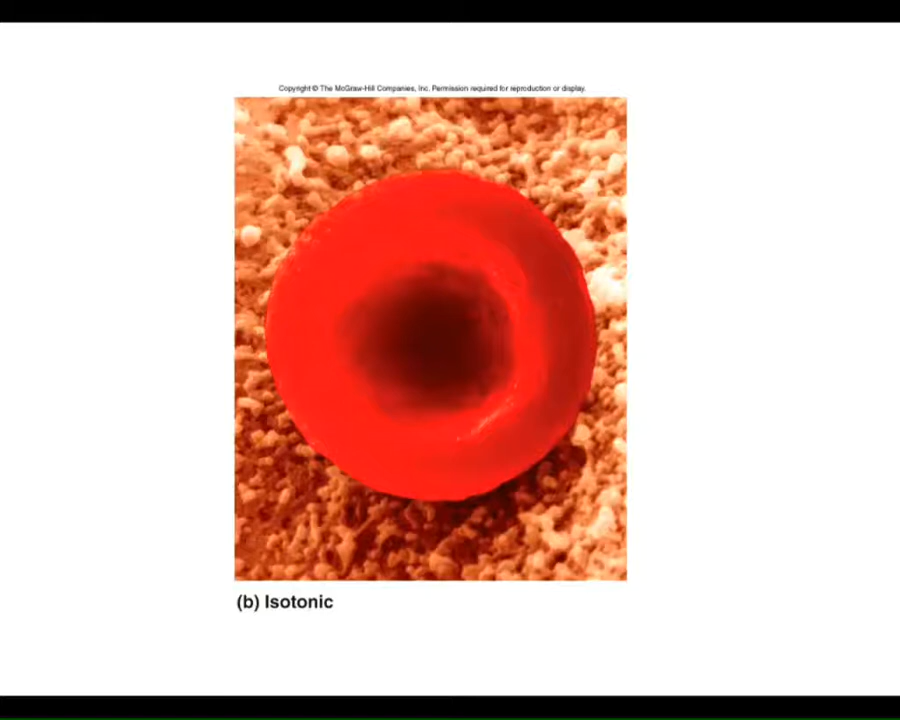 Copyright © The McGraw-Hill Companies, Inc. Permission required for reproduction or display.
(b) Isotonic